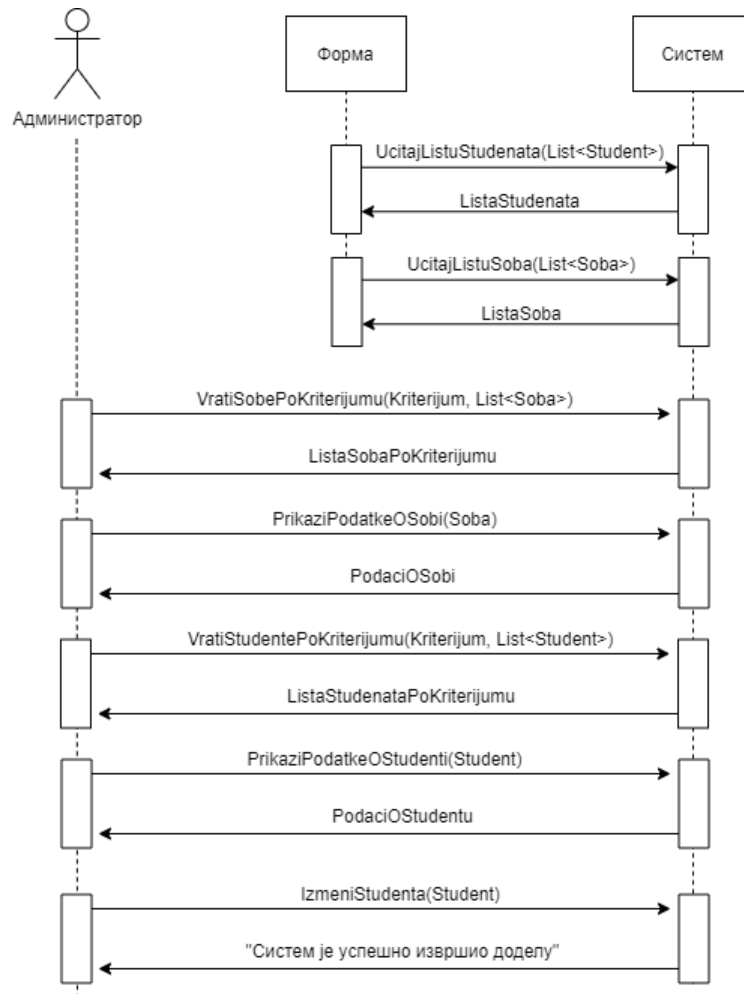 Форма
Систем
Администратор
UcitajListuStudenata(List<Student>)
ListaStudenata
UcitajListuSoba(List<Soba>)
ListaSoba
VratiSobePoKriterijumu(Kriterijum, List<Soba>)
ListaSobaPoKriterijumu
PrikaziPodatkeOSobi(Soba)
PodaciOSobi
VratiStudentePoKriterijumu(Kriterijum, List<Student>)
ListaStudenataPoKriterijumu
PrikaziPodatkeOStudenti(Student)
PodaciOStudentu
IzmeniStudenta(Student)
"Систем је успешно извршио доделу"